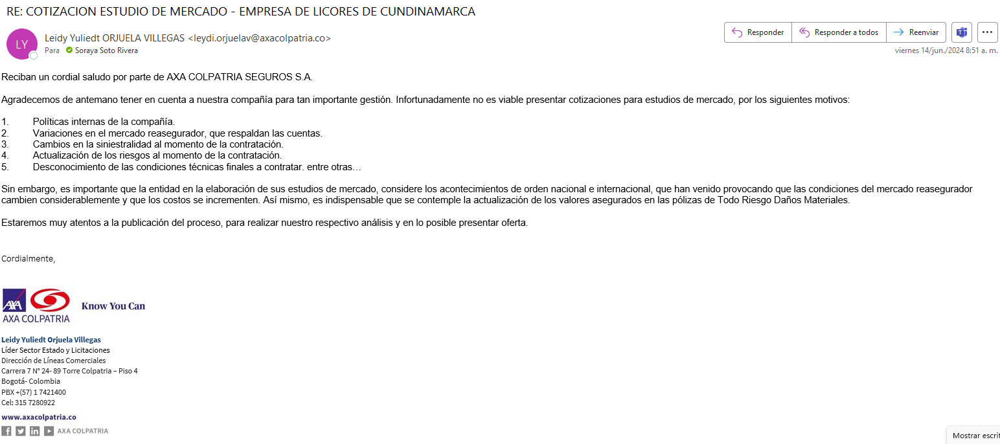 RE: COTIZACION ESTUDIO DE MERCADO - EMPRESA DE LICORES DE CUNDINAMARCA
LY
Leidy Yuliedt ORJUELA VILLEGAS <leydi.orjuelav@axacolpatria.co>
Para Soraya Soto Rivera
Responder
Responder a todos
Reenviar
viernes 14/jun./2024 8:51 a. m.
Reciban un cordial saludo por parte de AXA COLPATRIA SEGUROS S.A.
Agradecemos de antemano tener en cuenta a nuestra compañía para tan importante gestión. Infortunadamente no es viable presentar cotizaciones para estudios de mercado, por los siguientes motivos:
1. Políticas internas de la compañía.
2. Variaciones en el mercado reasegurador, que respaldan las cuentas.
3. Cambios en la siniestralidad al momento de la contratación.
4. Actualización de los riesgos al momento de la contratación.
5. Desconocimiento de las condiciones técnicas finales a contratar. entre otras…
Sin embargo, es importante que la entidad en la elaboración de sus estudios de mercado, considere los acontecimientos de orden nacional e internacional, que han venido provocando que las condiciones del mercado reasegurador
cambien considerablemente y que los costos se incrementen. Así mismo, es indispensable que se contemple la actualización de los valores asegurados en las pólizas de Todo Riesgo Daños Materiales.
Estaremos muy atentos a la publicación del proceso, para realizar nuestro respectivo análisis y en lo posible presentar oferta.
Cordialmente,
AXA
AXA COLPATRIA
Know You Can
Leidy Yuliedt Orjuela Villegas
Líder Sector Estado y Licitaciones
Dirección de Líneas Comerciales
Carrera 7 N° 24- 89 Torre Colpatria – Piso 4
Bogotá- Colombia
PBX +(57) 1 7421400
Cel: 315 7280922
www.axacolpatria.co
AXA COLPATRIA
Mostrar escrit